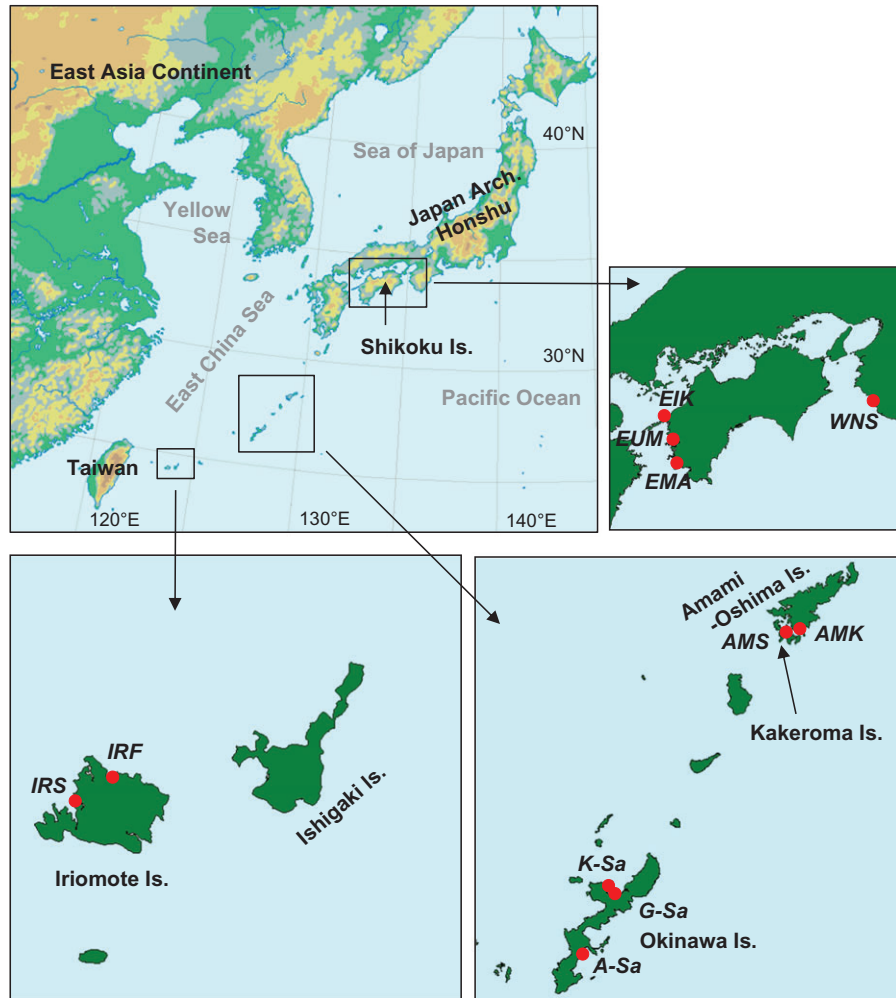 East Asia Continent
40°N
Sea of Japan
Japan Arch.
Honshu
Yellow
Sea
East China Sea
Shikoku Is.
30°N
Pacific Ocean
Taiwan
120°E
130°E
140°E
EIK
WNS
EUM
EMA
IRF
IRS
Ishigaki Is.
Iriomote Is.
Amami
-Oshima Is.
AMS
AMK
Kakeroma Is.
K-Sa
G-Sa
Okinawa Is.
A-Sa